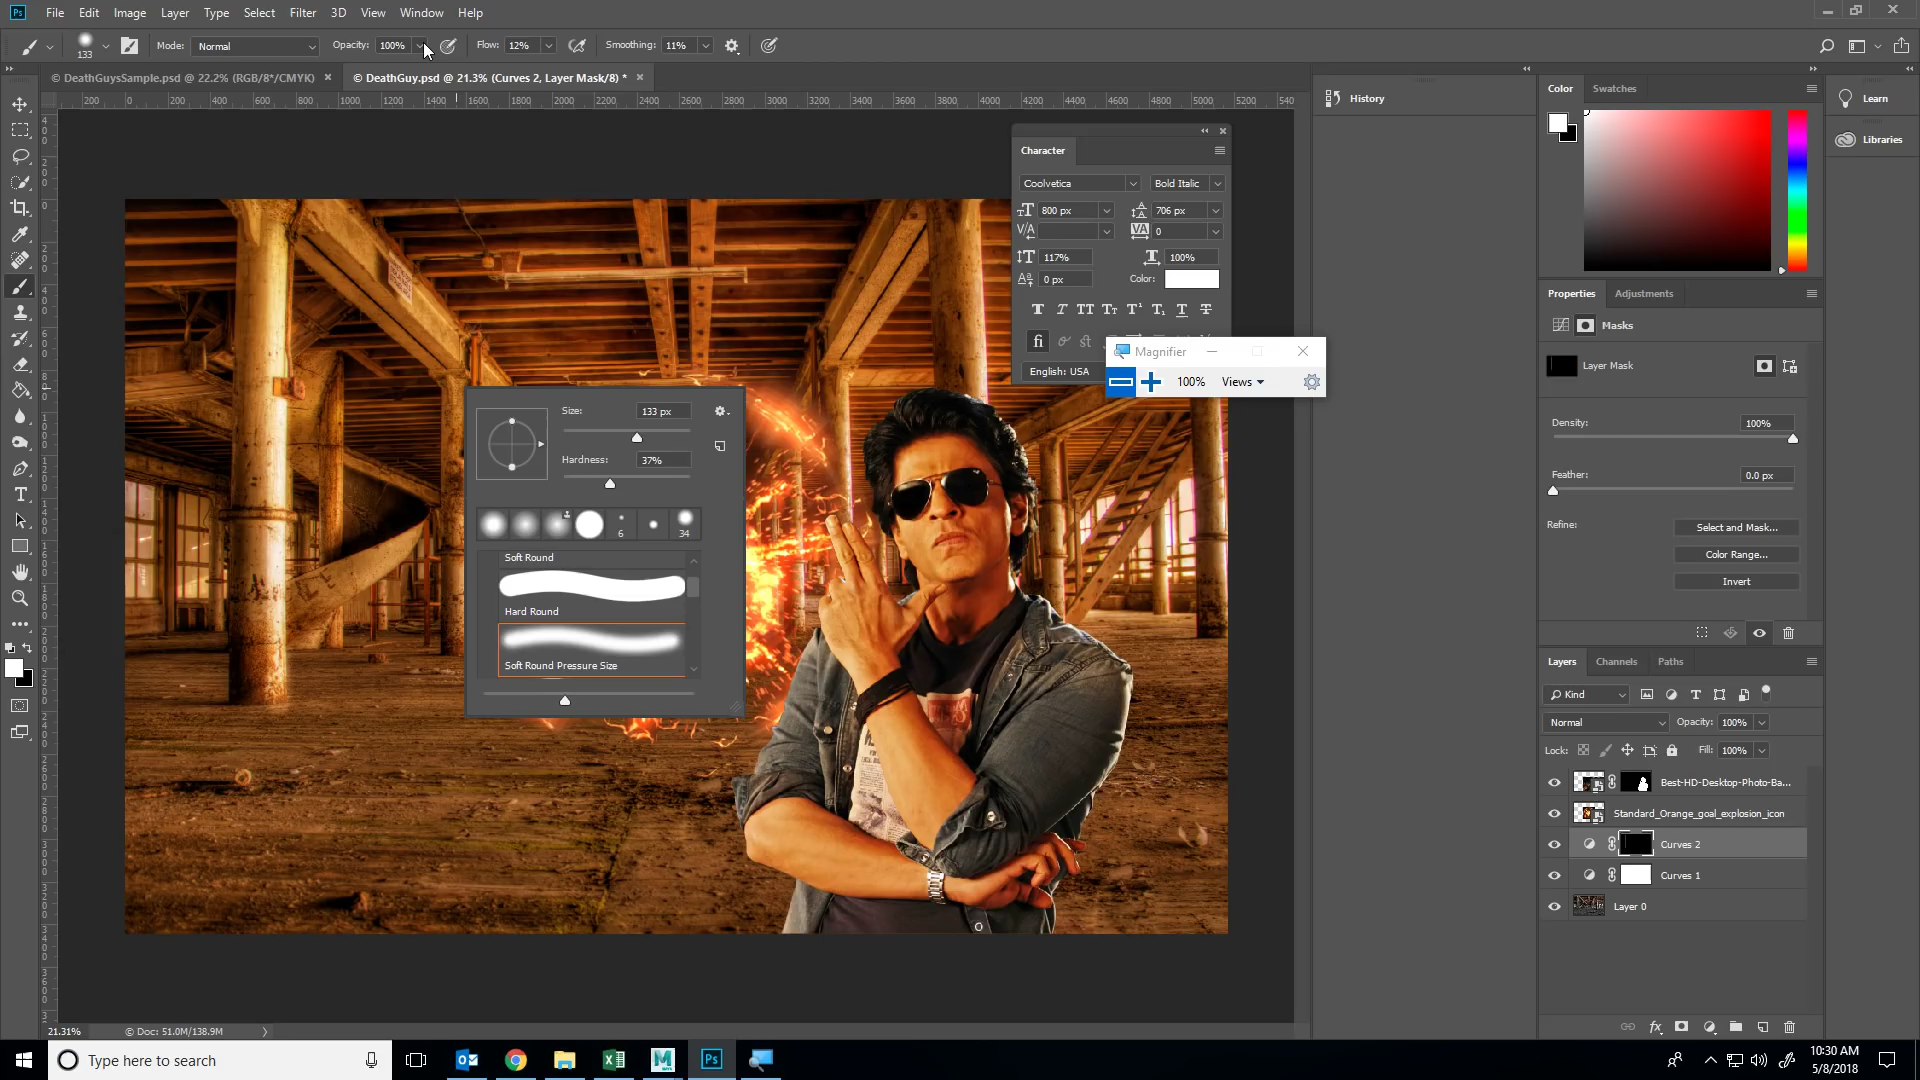 Ps File Edit Image Layer Type Select Filter 3D View Window Help
133 Mode: Normal Opacity: 100% Flow: 12% Smoothing: 11%
© DeathGuysSample.psd @ 22.2% (RGB/8*/CMYK) × © DeathGuy.psd @ 21.3% (Curves 2, Layer Mask/8) * ×
200 0 200 400 600 800 1000 1200 1400 1600 1800 2000 2200 2400 2600 2800 3000 3200 3400 3600 3800 4000 4200 4400 4600 4800 5000 5200 540
History
Color Swatches
Learn
Libraries
Character
Coolvetica Bold Italic
800 px 706 px
0
117% 100%
0 px Color:
English: USA
Magnifier
100% Views
Size: 133 px
Hardness: 37%
6 34
Soft Round
Hard Round
Soft Round Pressure Size
Properties Adjustments
Masks
Layer Mask
Density: 100%
Feather: 0.0 px
Refine: Select and Mask...
Color Range...
Invert
Layers Channels Paths
Kind
Normal Opacity: 100%
Lock: Fill: 100%
Best-HD-Desktop-Photo-Ba...
Standard_Orange_goal_explosion_icon
Curves 2
Curves 1
Layer 0
21.31% © Doc: 51.0M/138.9M
Type here to search
10:30 AM
5/8/2018